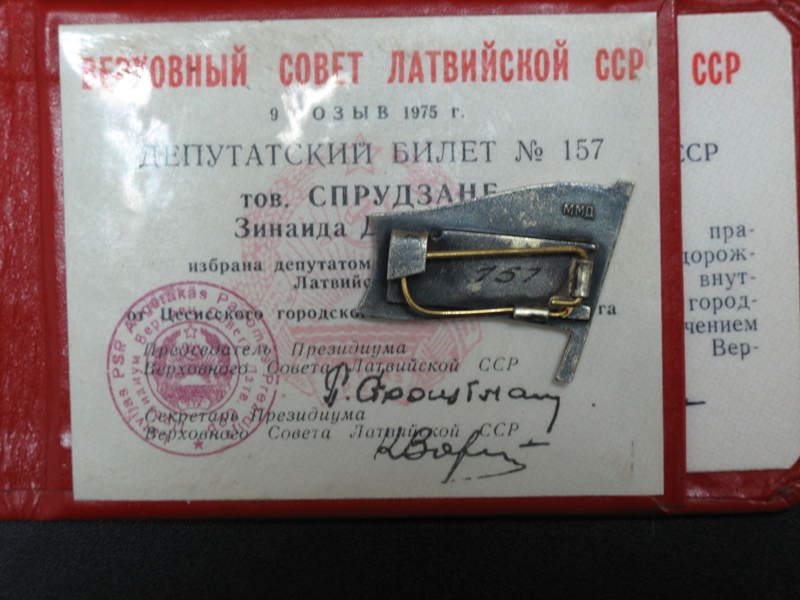 ВЕРХОВНЫЙ СОВЕТ ЛАТВИЙСКОЙ ССР
9 ОЗЫВ 1975 г.
ДЕПУТАТСКИЙ БИЛЕТ № 157
тов. СПРУДЗАНЕ
Зинаида
избрана депутатом
Латвийс
от Цесисского городско га
Председатель Президиума
Верховного Совета Латвийской ССР
Секретарь Президиума
Верховного Совета Латвийской ССР
ММД
157
ССР
ССР
пра-
дорож-
внут-
город-
чением
Вер-